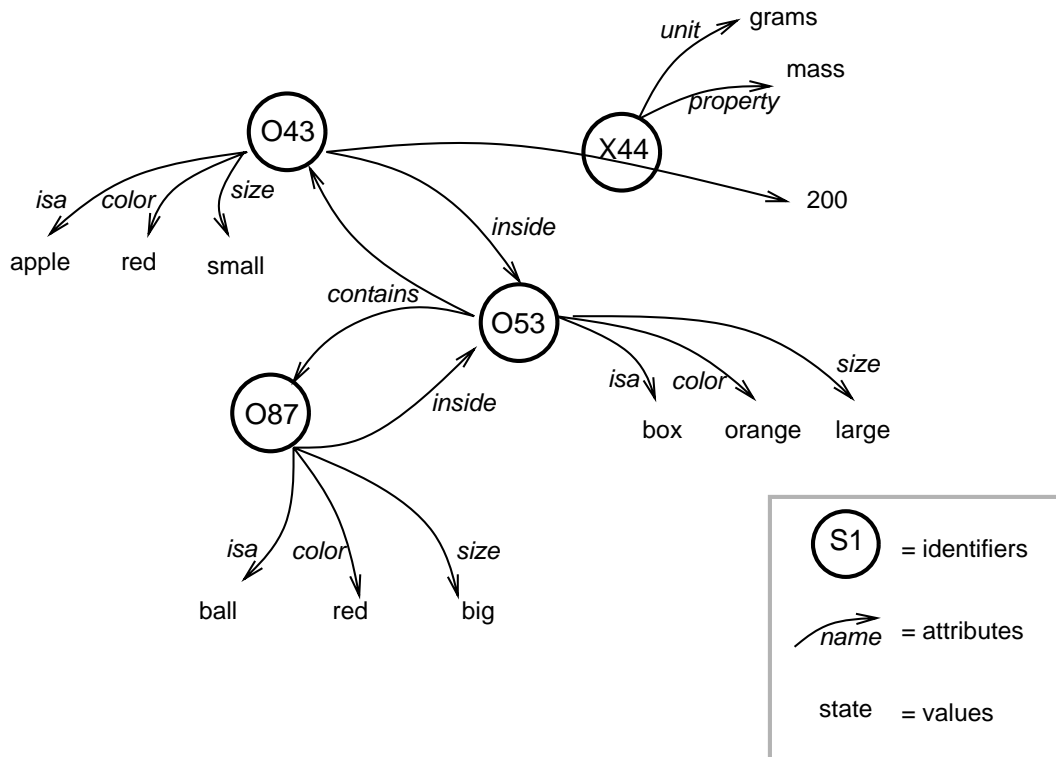 grams
unit
mass
property
O43
X44
isa
color
size
200
apple
red
small
inside
contains
O53
size
isa
color
inside
O87
box
orange
large
isa
color
size
ball
red
big
S1
= identifiers
name
= attributes
state
= values